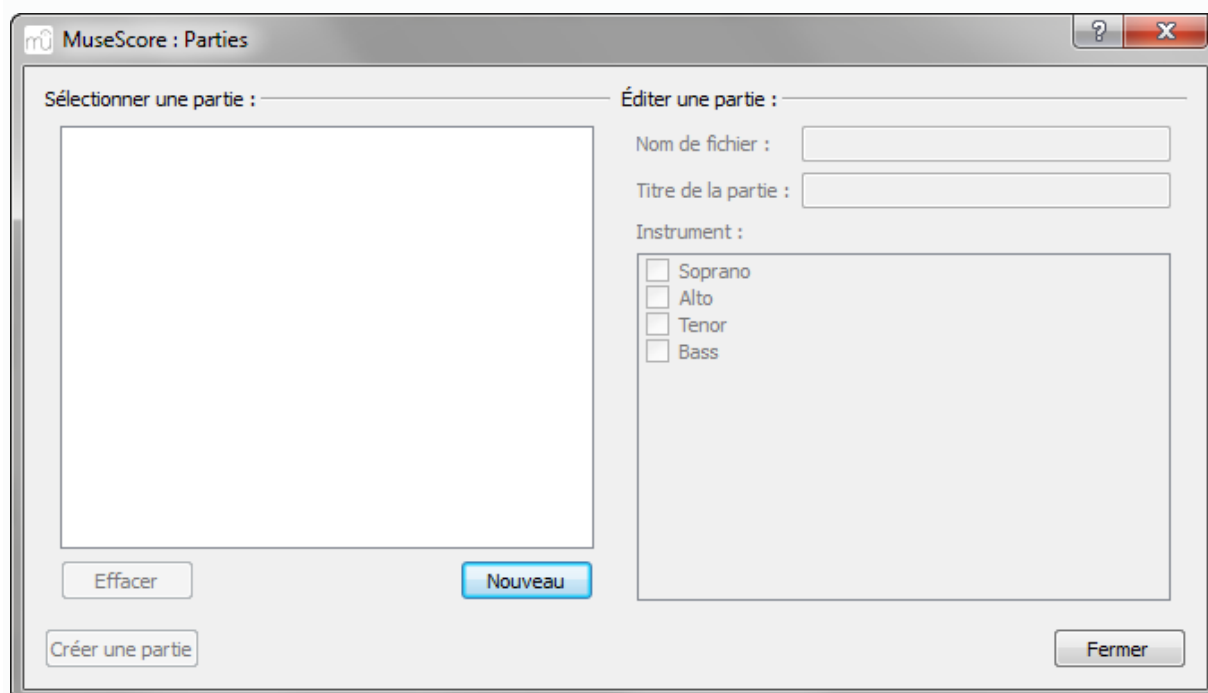 MuseScore : Parties
Sélectionner une partie :
Éditer une partie :
Nom de fichier :
Titre de la partie :
Instrument :
Soprano
Alto
Tenor
Bass
Effacer
Nouveau
Créer une partie
Fermer